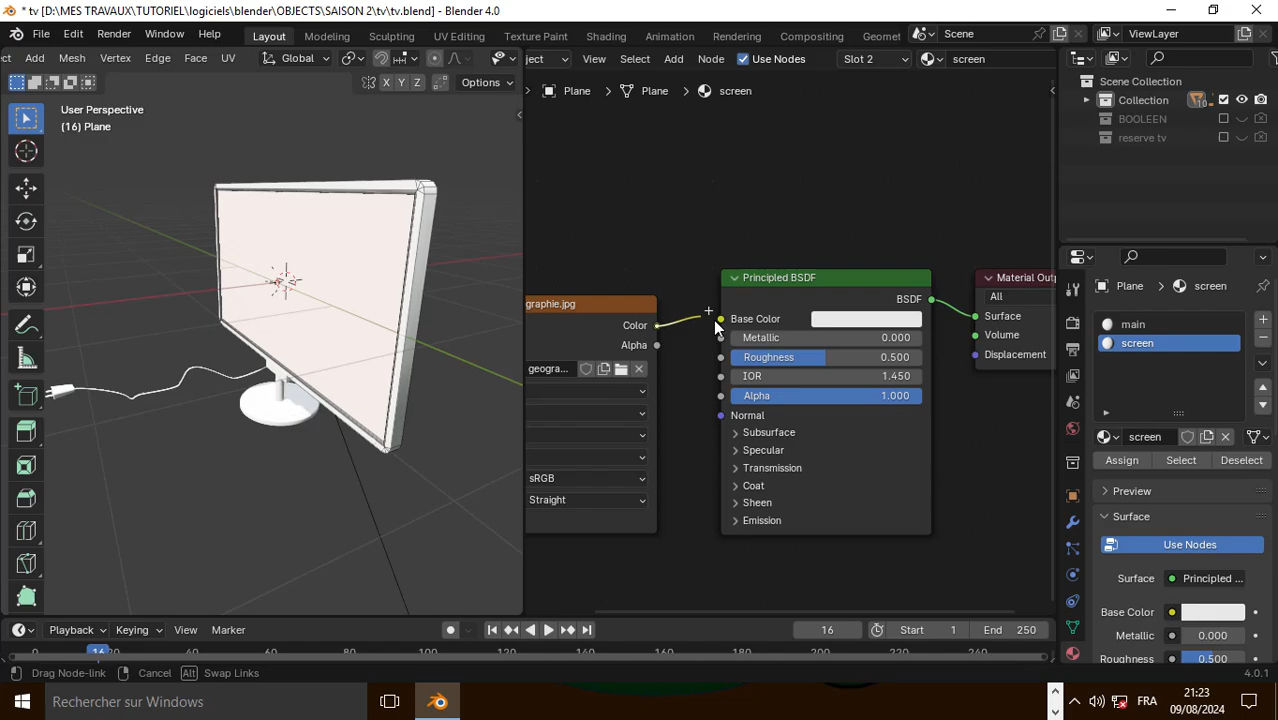 * tv [D:\MES TRAVAUX\TUTORIEL\logiciels\blender\OBJECTS\SAISON 2\tv\tv.blend] - Blender 4.0
File Edit Render Window Help Layout Modeling Sculpting UV Editing Texture Paint Shading Animation Rendering Compositing Geomet Scene ViewLayer
ect Add Mesh Vertex Edge Face UV Global
ject View Select Add Node Use Nodes Slot 2 screen
X Y Z Options
Plane Plane screen
User Perspective
(16) Plane
Scene Collection
Collection 10
BOOLEEN
reserve tv
graphie.jpg
Color
Alpha
geogra...
sRGB
Straight
Principled BSDF
BSDF
Base Color
Metallic 0.000
Roughness 0.500
IOR 1.450
Alpha 1.000
Normal
Subsurface
Specular
Transmission
Coat
Sheen
Emission
Material Outp
All
Surface
Volume
Displacement
Plane screen
main
screen
screen
Assign Select Deselect
Preview
Surface
Use Nodes
Surface Principled ...
Base Color
Metallic 0.000
Roughness 0.500
Playback Keying View Marker 16 Start 1 End 250
0 20 40 60 80 100 120 140 160 180 200 220 240
Drag Node-link Cancel Alt Swap Links 4.0.1
Rechercher sur Windows
FRA
21:23
09/08/2024